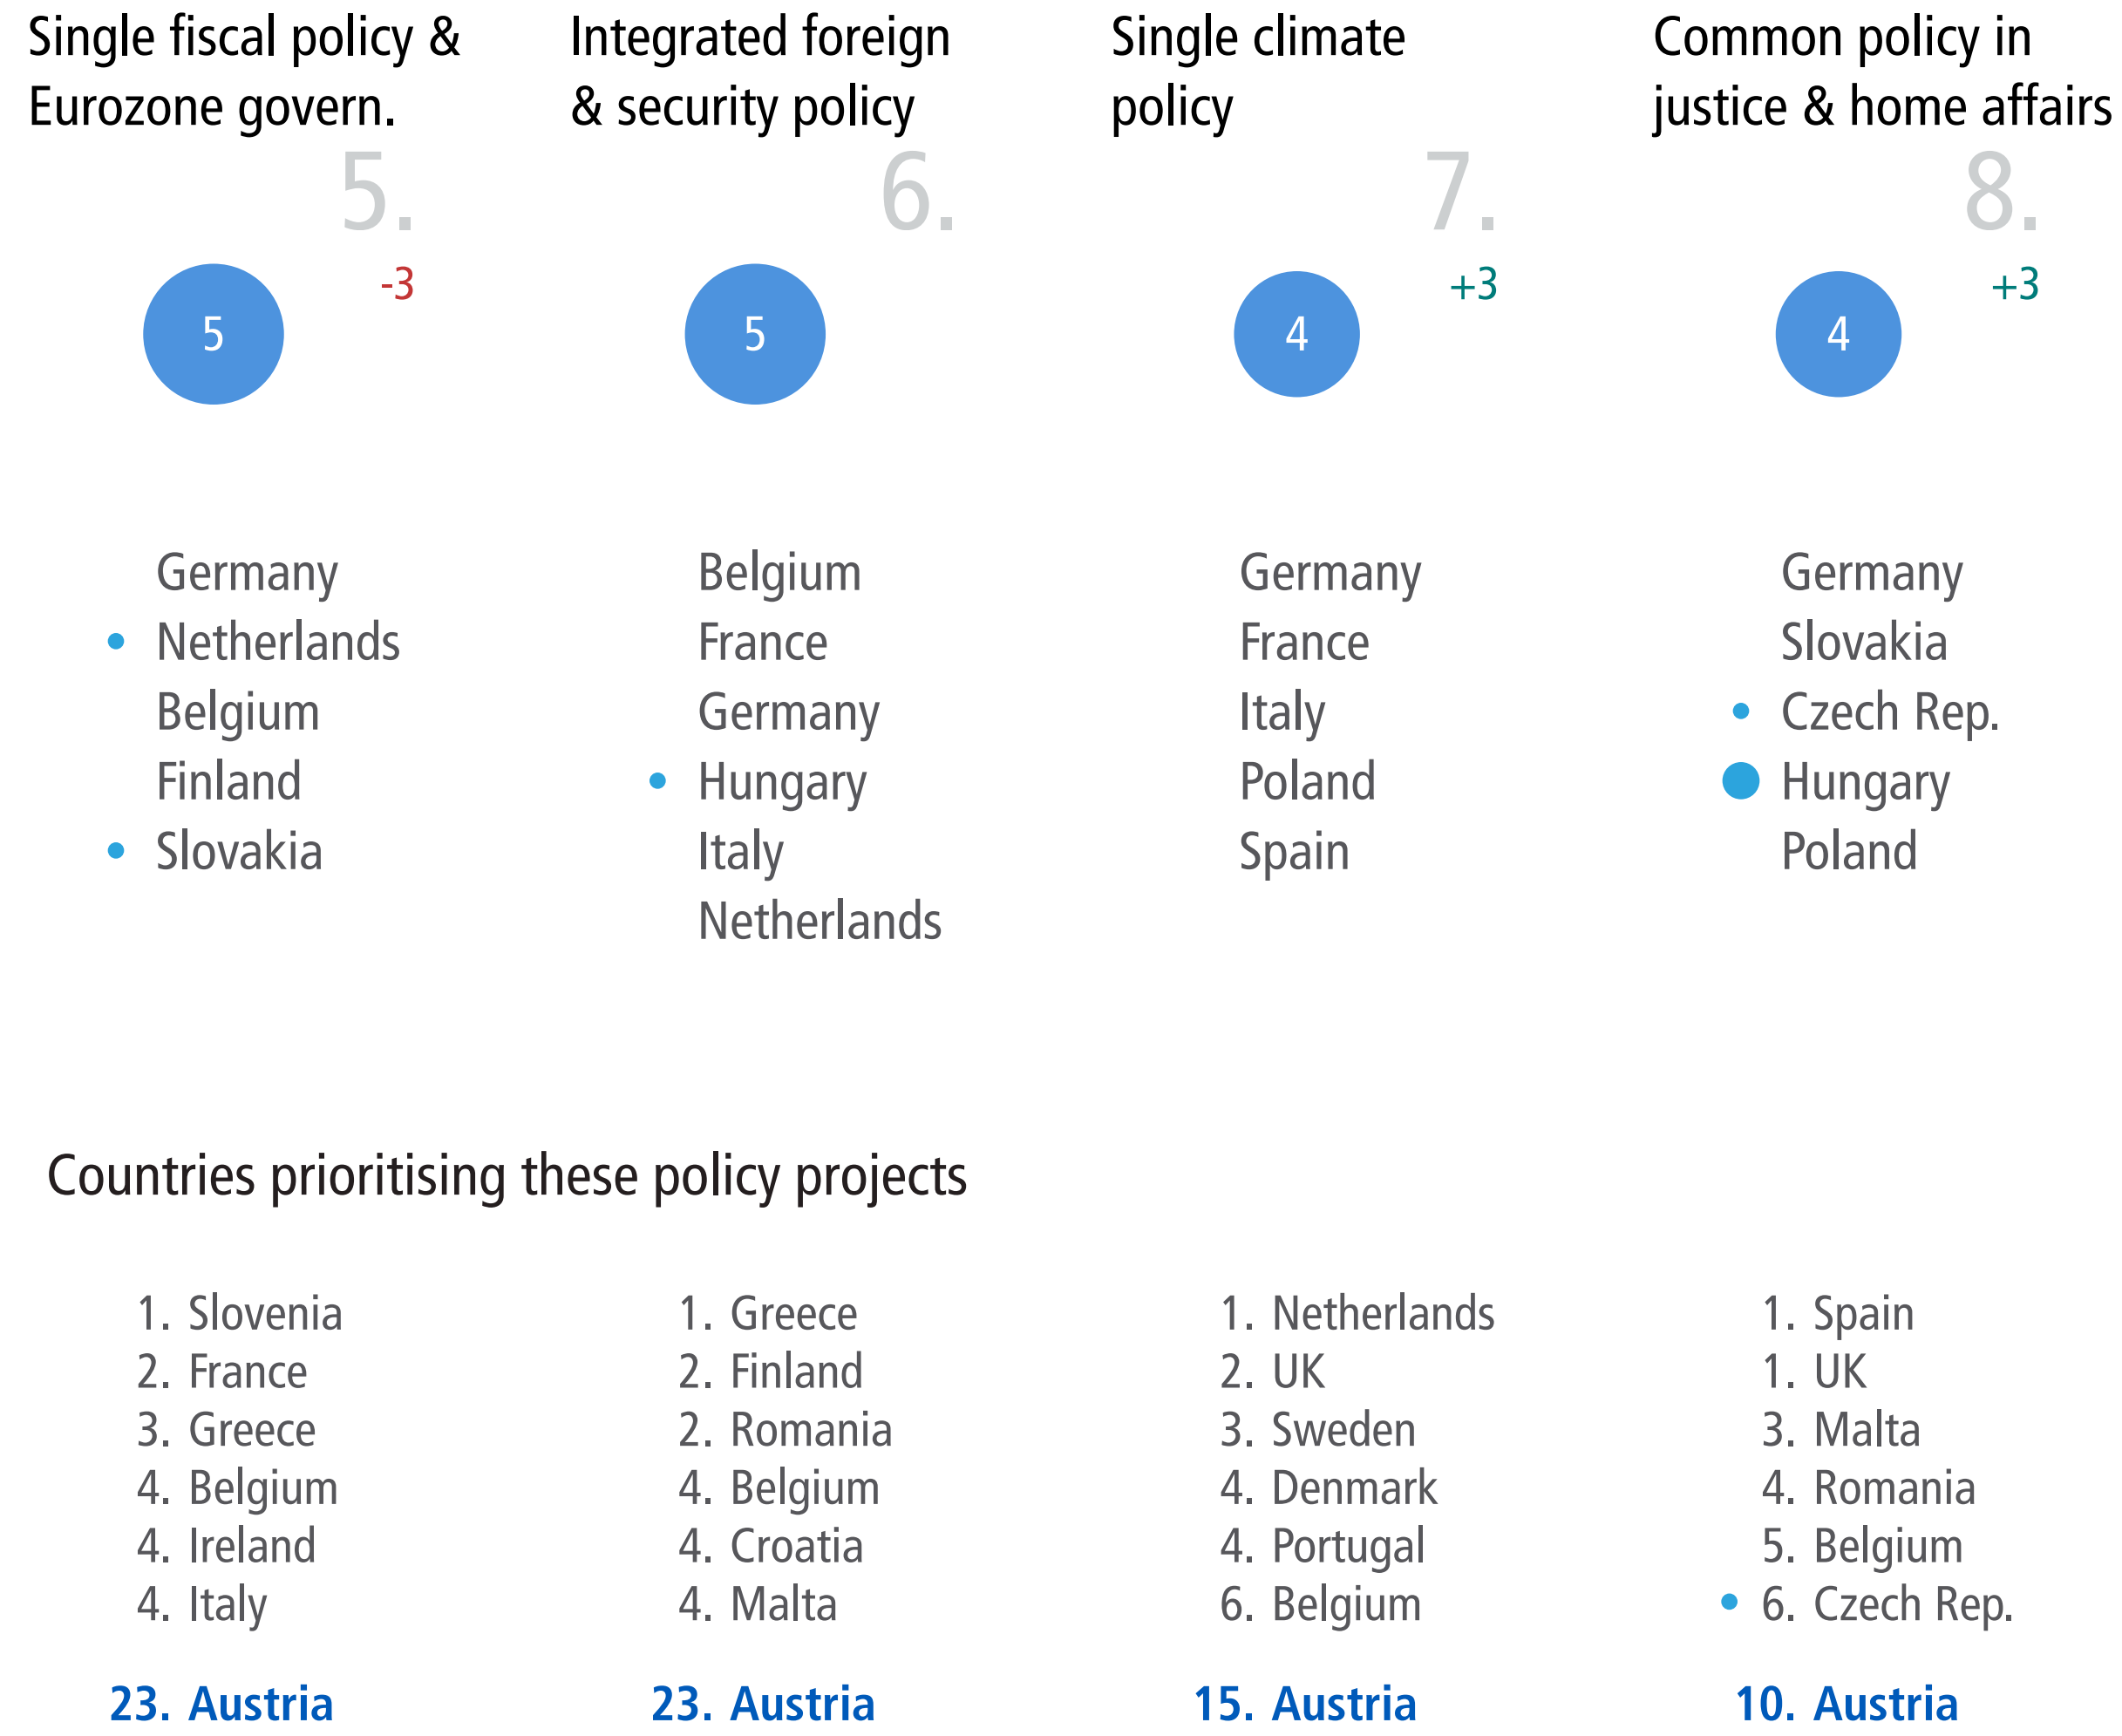 Single fiscal policy &
Eurozone govern.
5.
-3
5
Germany
Netherlands
Belgium
Finland
Slovakia
Integrated foreign
& security policy
6.
5
Belgium
France
Germany
Hungary
Italy
Netherlands
Single climate
policy
7.
+3
4
Germany
France
Italy
Poland
Spain
Common policy in
justice & home affairs
8.
+3
4
Germany
Slovakia
Czech Rep.
Hungary
Poland
Countries prioritising these policy projects
1. Slovenia
2. France
3. Greece
4. Belgium
4. Ireland
4. Italy
23. Austria
1. Greece
2. Finland
2. Romania
4. Belgium
4. Croatia
4. Malta
23. Austria
1. Netherlands
2. UK
3. Sweden
4. Denmark
4. Portugal
6. Belgium
15. Austria
1. Spain
1. UK
3. Malta
4. Romania
5. Belgium
6. Czech Rep.
10. Austria